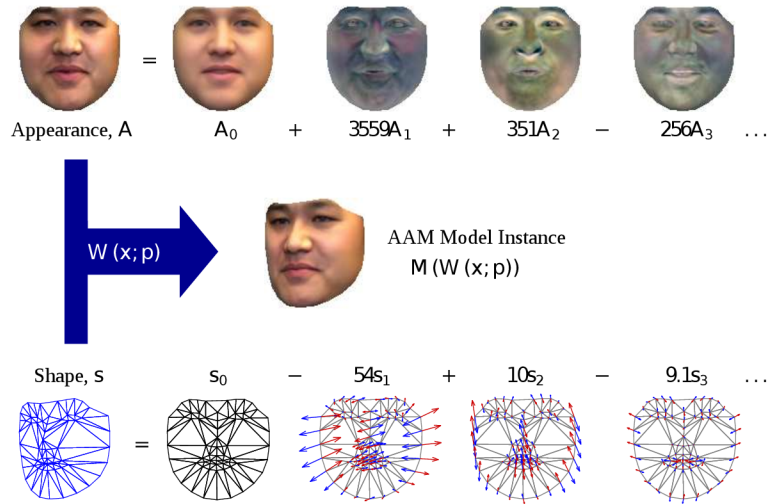 =
Appearance, A A₀ + 3559A₁ + 351A₂ − 256A₃ ...
W (x; p)
AAM Model Instance
M (W (x; p))
Shape, s s₀ − 54s₁ + 10s₂ − 9.1s₃ ...
=